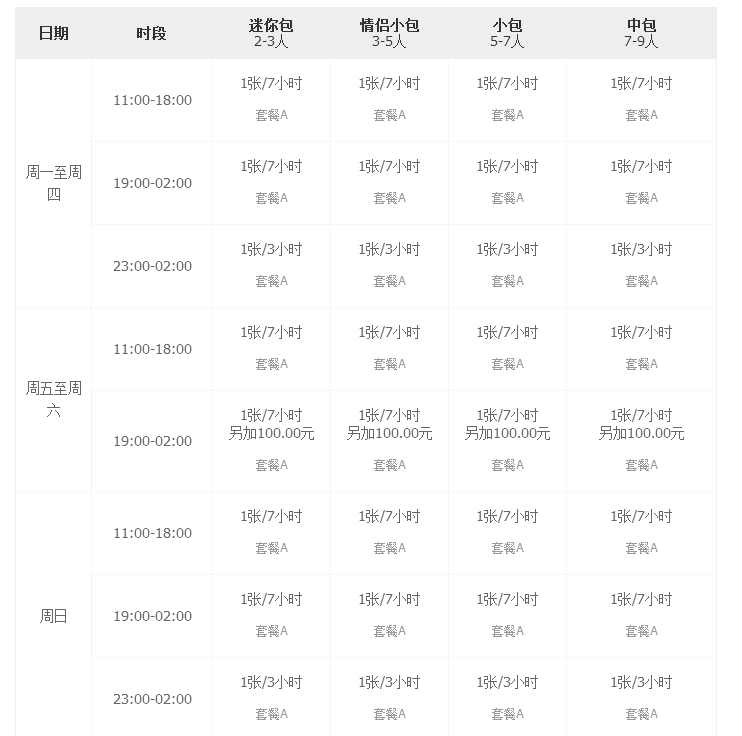 日期 时段 迷你包 情侣小包 小包 中包
2-3人 3-5人 5-7人 7-9人
周一至周
四
11:00-18:00
1张/7小时 1张/7小时 1张/7小时 1张/7小时
套餐A 套餐A 套餐A 套餐A
19:00-02:00
1张/7小时 1张/7小时 1张/7小时 1张/7小时
套餐A 套餐A 套餐A 套餐A
23:00-02:00
1张/3小时 1张/3小时 1张/3小时 1张/3小时
套餐A 套餐A 套餐A 套餐A
周五至周
六
11:00-18:00
1张/7小时 1张/7小时 1张/7小时 1张/7小时
套餐A 套餐A 套餐A 套餐A
19:00-02:00
1张/7小时 1张/7小时 1张/7小时 1张/7小时
另加100.00元 另加100.00元 另加100.00元 另加100.00元
套餐A 套餐A 套餐A 套餐A
周日
11:00-18:00
1张/7小时 1张/7小时 1张/7小时 1张/7小时
套餐A 套餐A 套餐A 套餐A
19:00-02:00
1张/7小时 1张/7小时 1张/7小时 1张/7小时
套餐A 套餐A 套餐A 套餐A
23:00-02:00
1张/3小时 1张/3小时 1张/3小时 1张/3小时
套餐A 套餐A 套餐A 套餐A